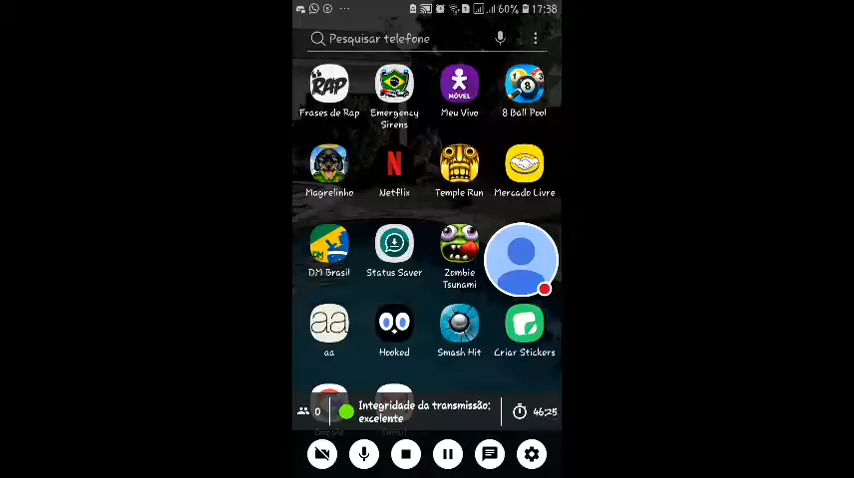 60% 17:38
Pesquisar telefone
RAP
MÓVEL
8
Frases de Rap
Emergency
Sirens
Meu Vivo
8 Ball Pool
N
Magrelinho
Netflix
Temple Run
Mercado Livre
DM
DM Brasil
Status Saver
Zombie
Tsunami
aa
aa
Hooked
Smash Hit
Criar Stickers
0
Integridade da transmissão:
excelente
46:25